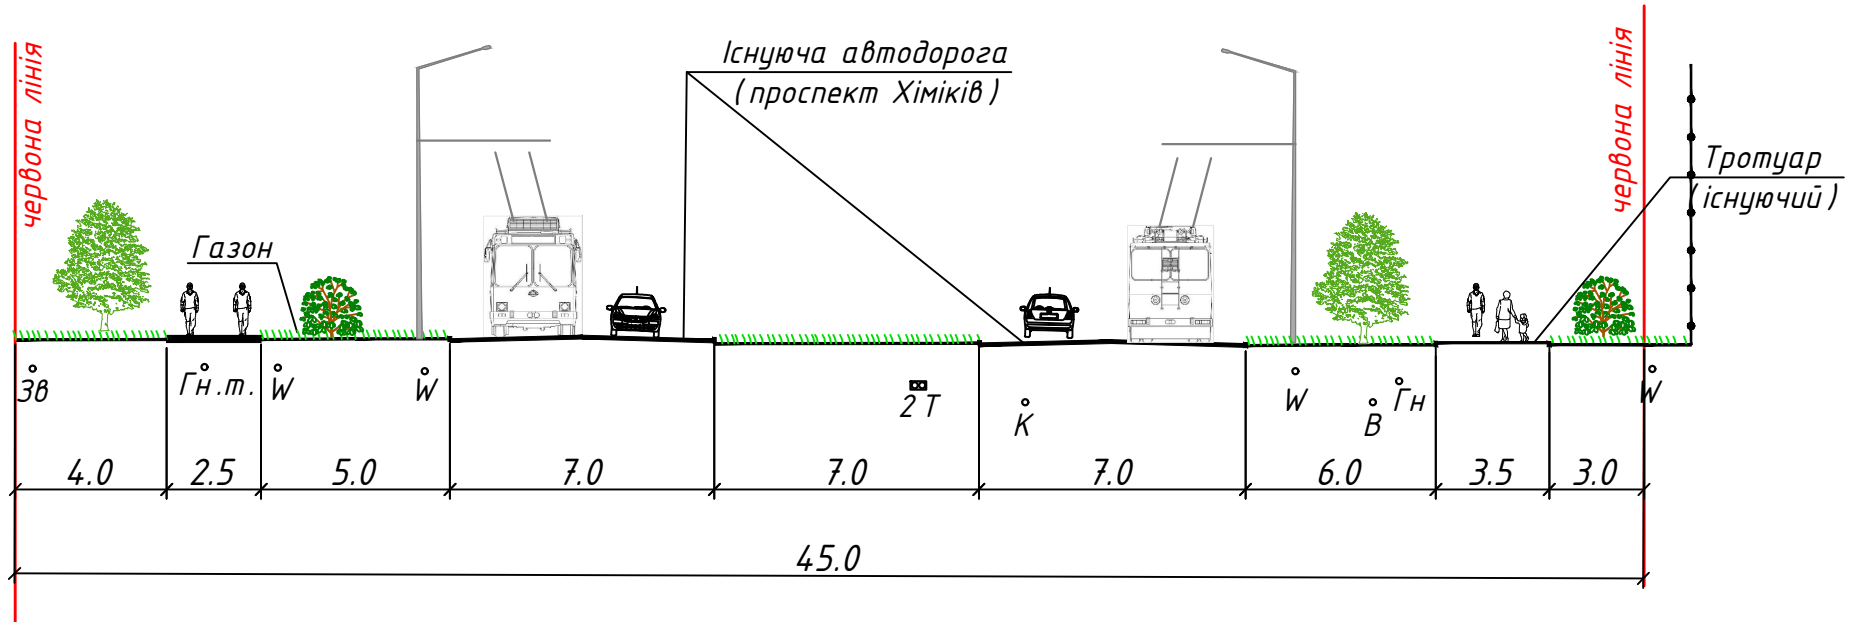 червона лінія
Існуюча автодорога
(проспект Хіміків)
червона лінія
Тротуар
(існуючий)
Газон
Зв
Гн.т.
W
W
2Т
К
W
В
Гн
W
4.0
2.5
5.0
7.0
7.0
7.0
6.0
3.5
3.0
45.0